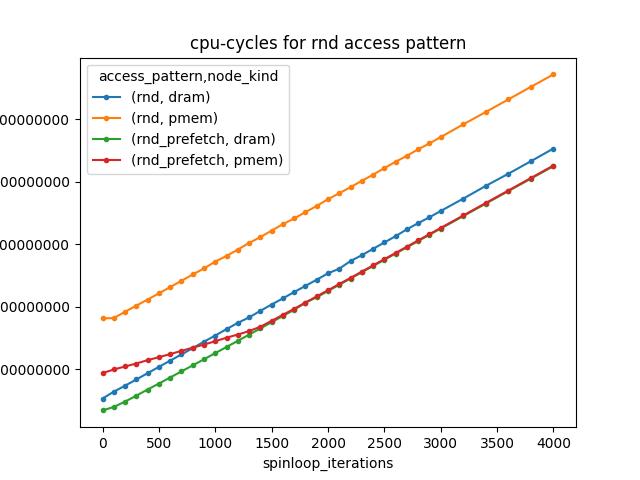 cpu-cycles for rnd access pattern
access_pattern,node_kind
(rnd, dram)
(rnd, pmem)
(rnd_prefetch, dram)
(rnd_prefetch, pmem)
0 500 1000 1500 2000 2500 3000 3500 4000
spinloop_iterations